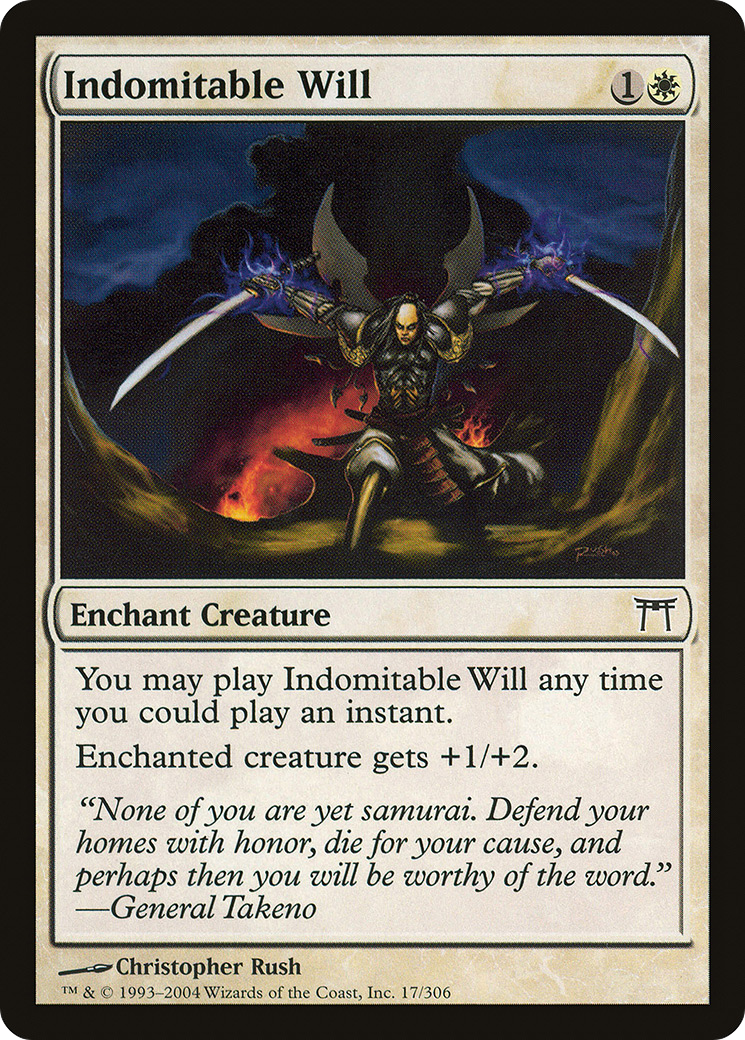 Indomitable Will 1
Rush
Enchant Creature
You may play Indomitable Will any time
you could play an instant.
Enchanted creature gets +1/+2.
“None of you are yet samurai. Defend your
homes with honor, die for your cause, and
perhaps then you will be worthy of the word.”
—General Takeno
Christopher Rush
™ & © 1993–2004 Wizards of the Coast, Inc. 17/306